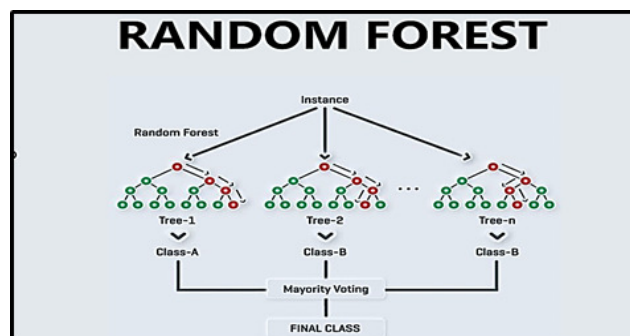 RANDOM FOREST
Instance
Random Forest
...
Tree-1 Tree-2 Tree-n
Class-A Class-B Class-B
Mayority Voting
FINAL CLASS